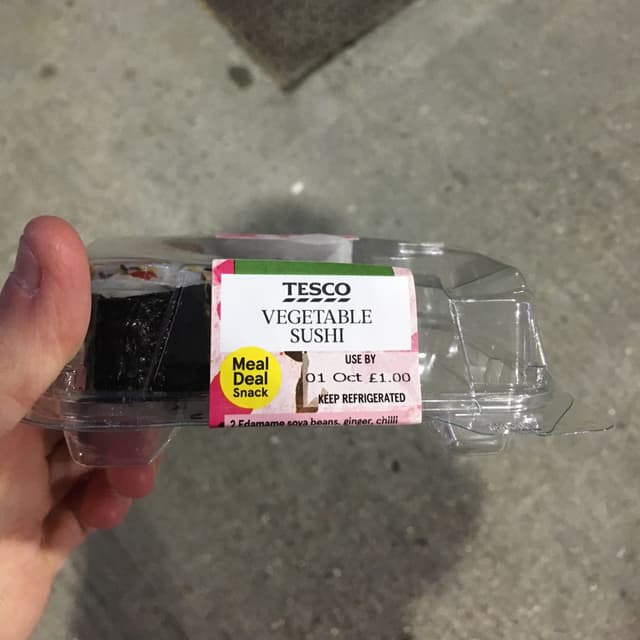 TESCO
VEGETABLE
SUSHI
USE BY
01 Oct £1.00
KEEP REFRIGERATED
Meal
Deal
Snack
2 Edamame soya beans, ginger, chilli